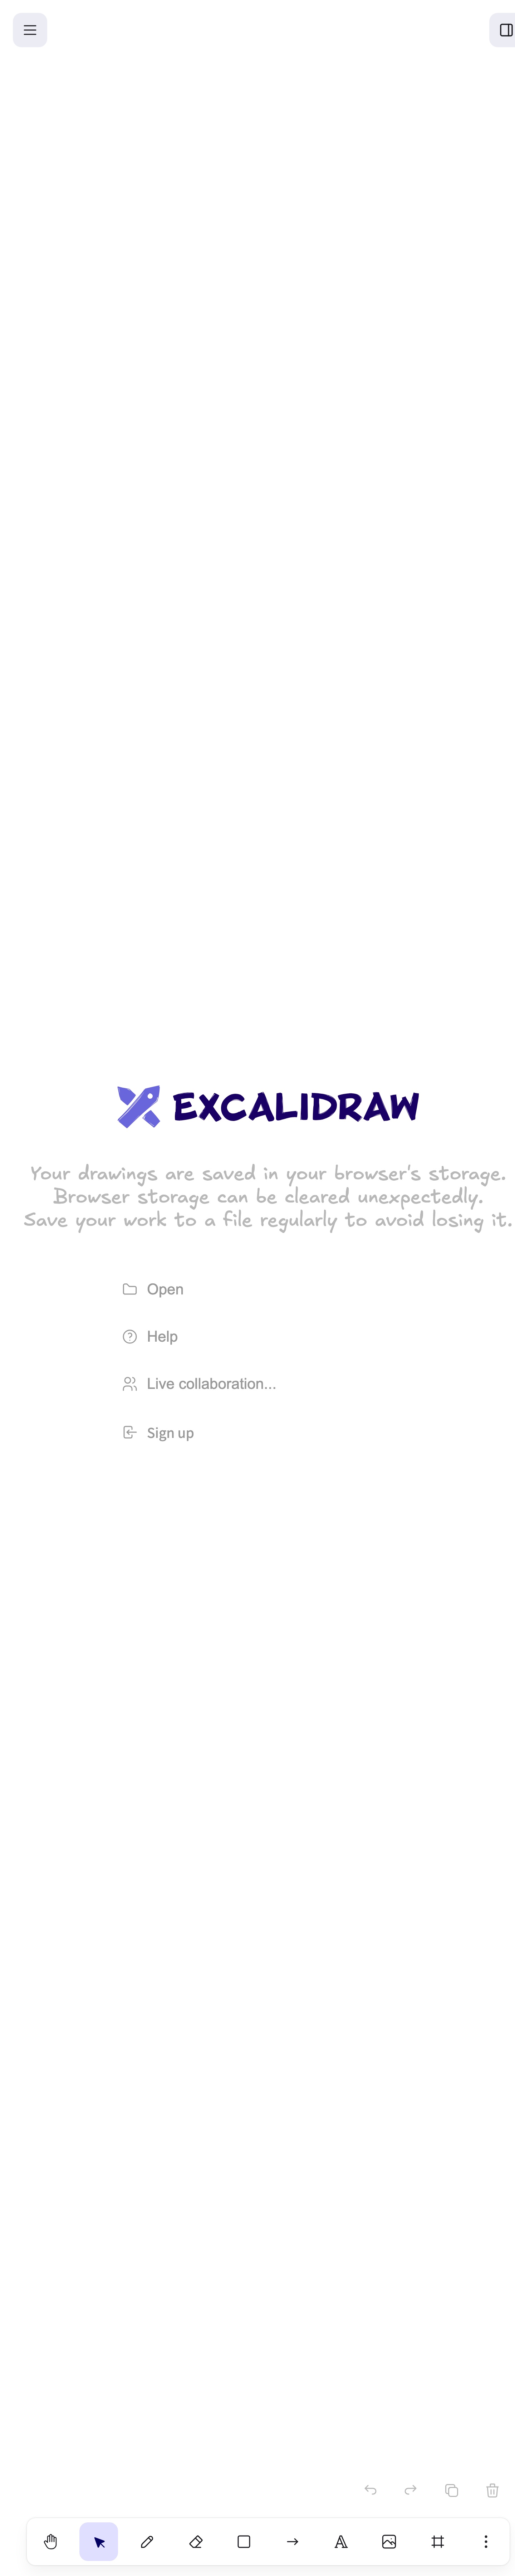 EXCALIDRAW
Your drawings are saved in your browser's storage.
Browser storage can be cleared unexpectedly.
Save your work to a file regularly to avoid losing it.
Open
Help
Live collaboration...
Sign up